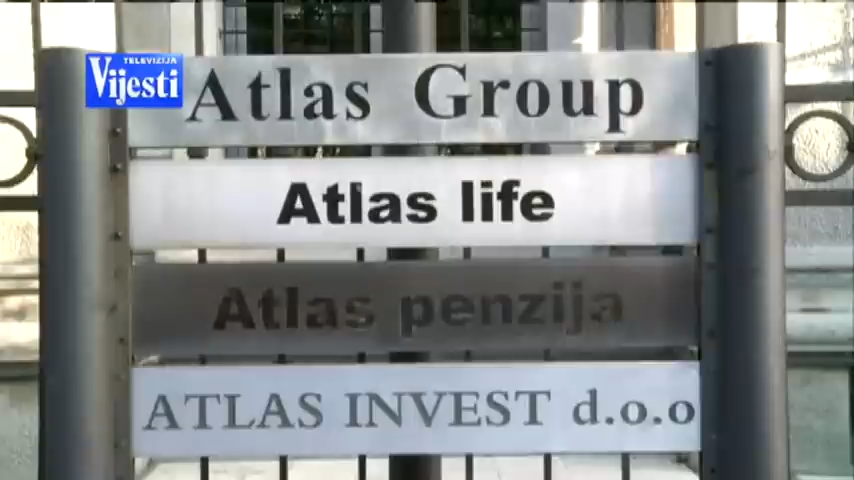 TELEVIZIJA
Vijesti
Atlas Group
Atlas life
Atlas penzija
ATLAS INVEST d.o.o